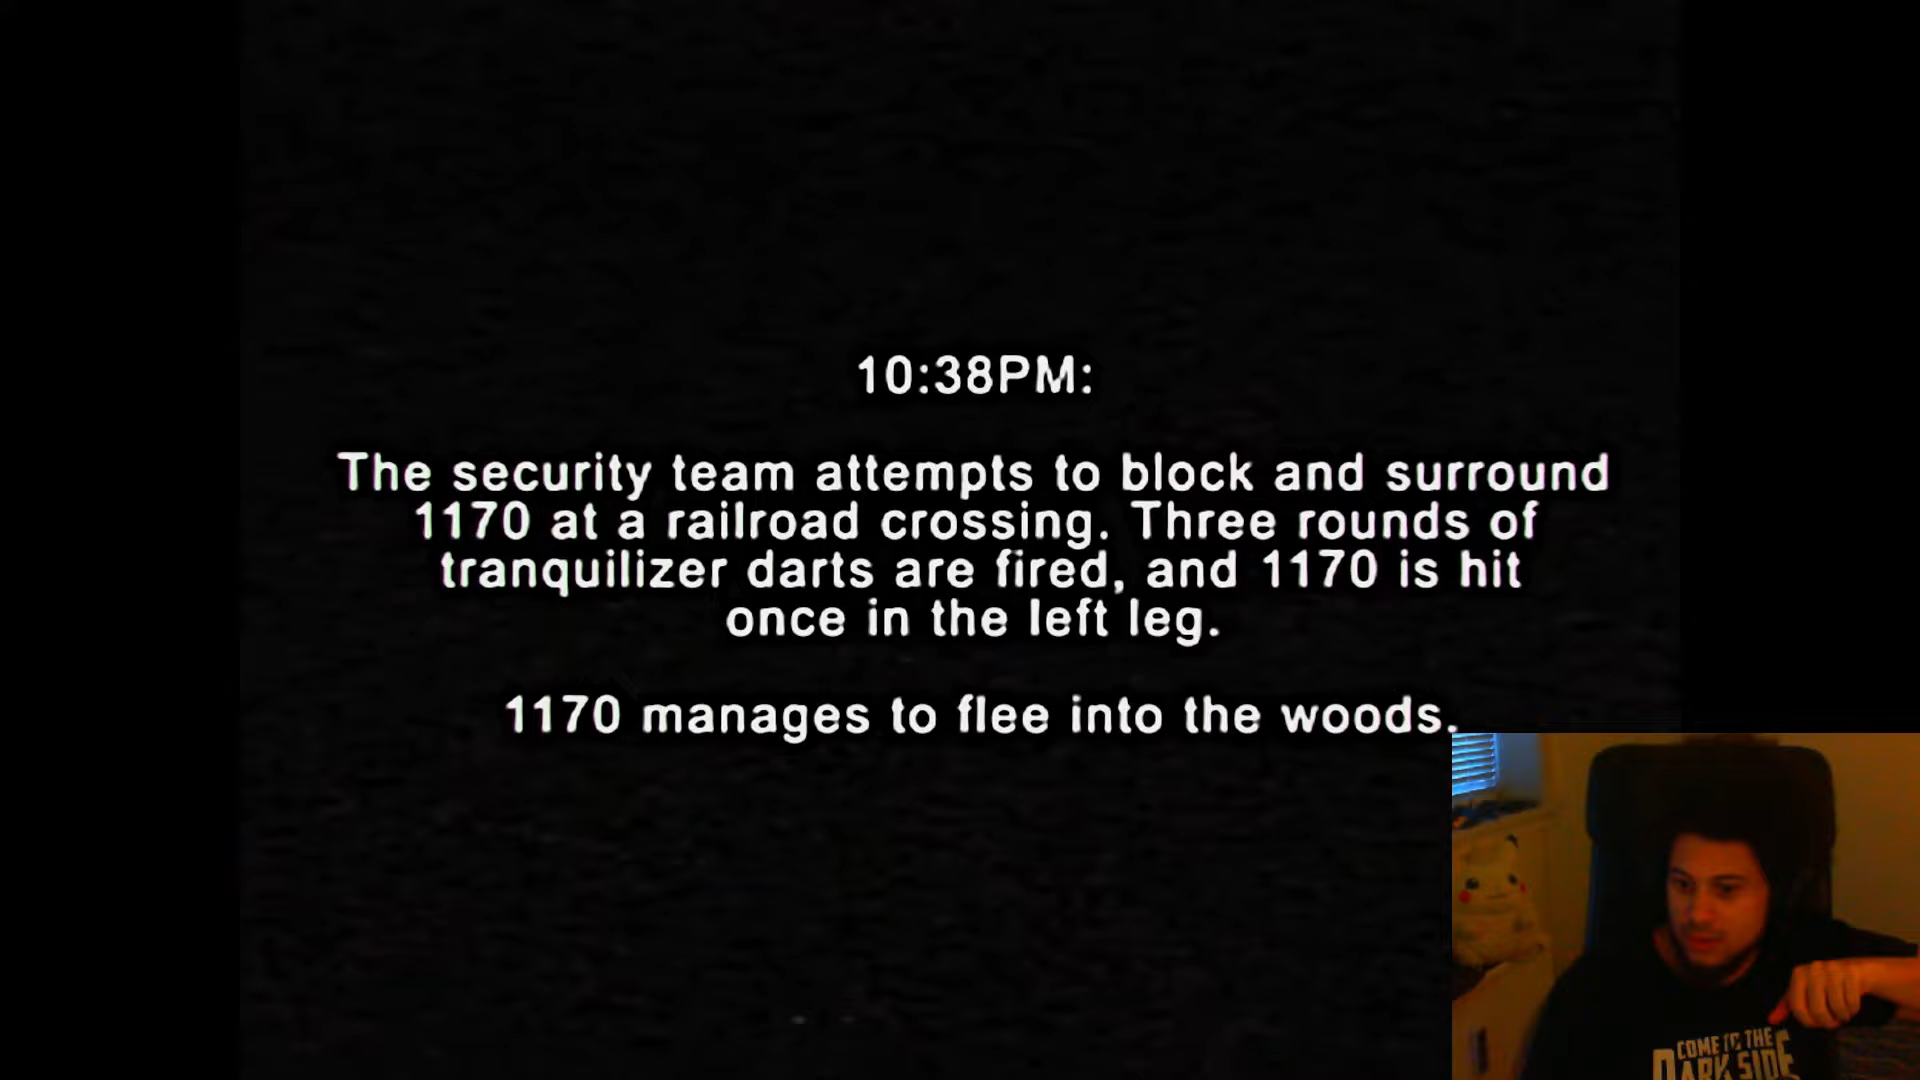 10:38PM:
The security team attempts to block and surround
1170 at a railroad crossing. Three rounds of
tranquilizer darts are fired, and 1170 is hit
once in the left leg.
1170 manages to flee into the woods.
COME TO THE
DARK SIDE